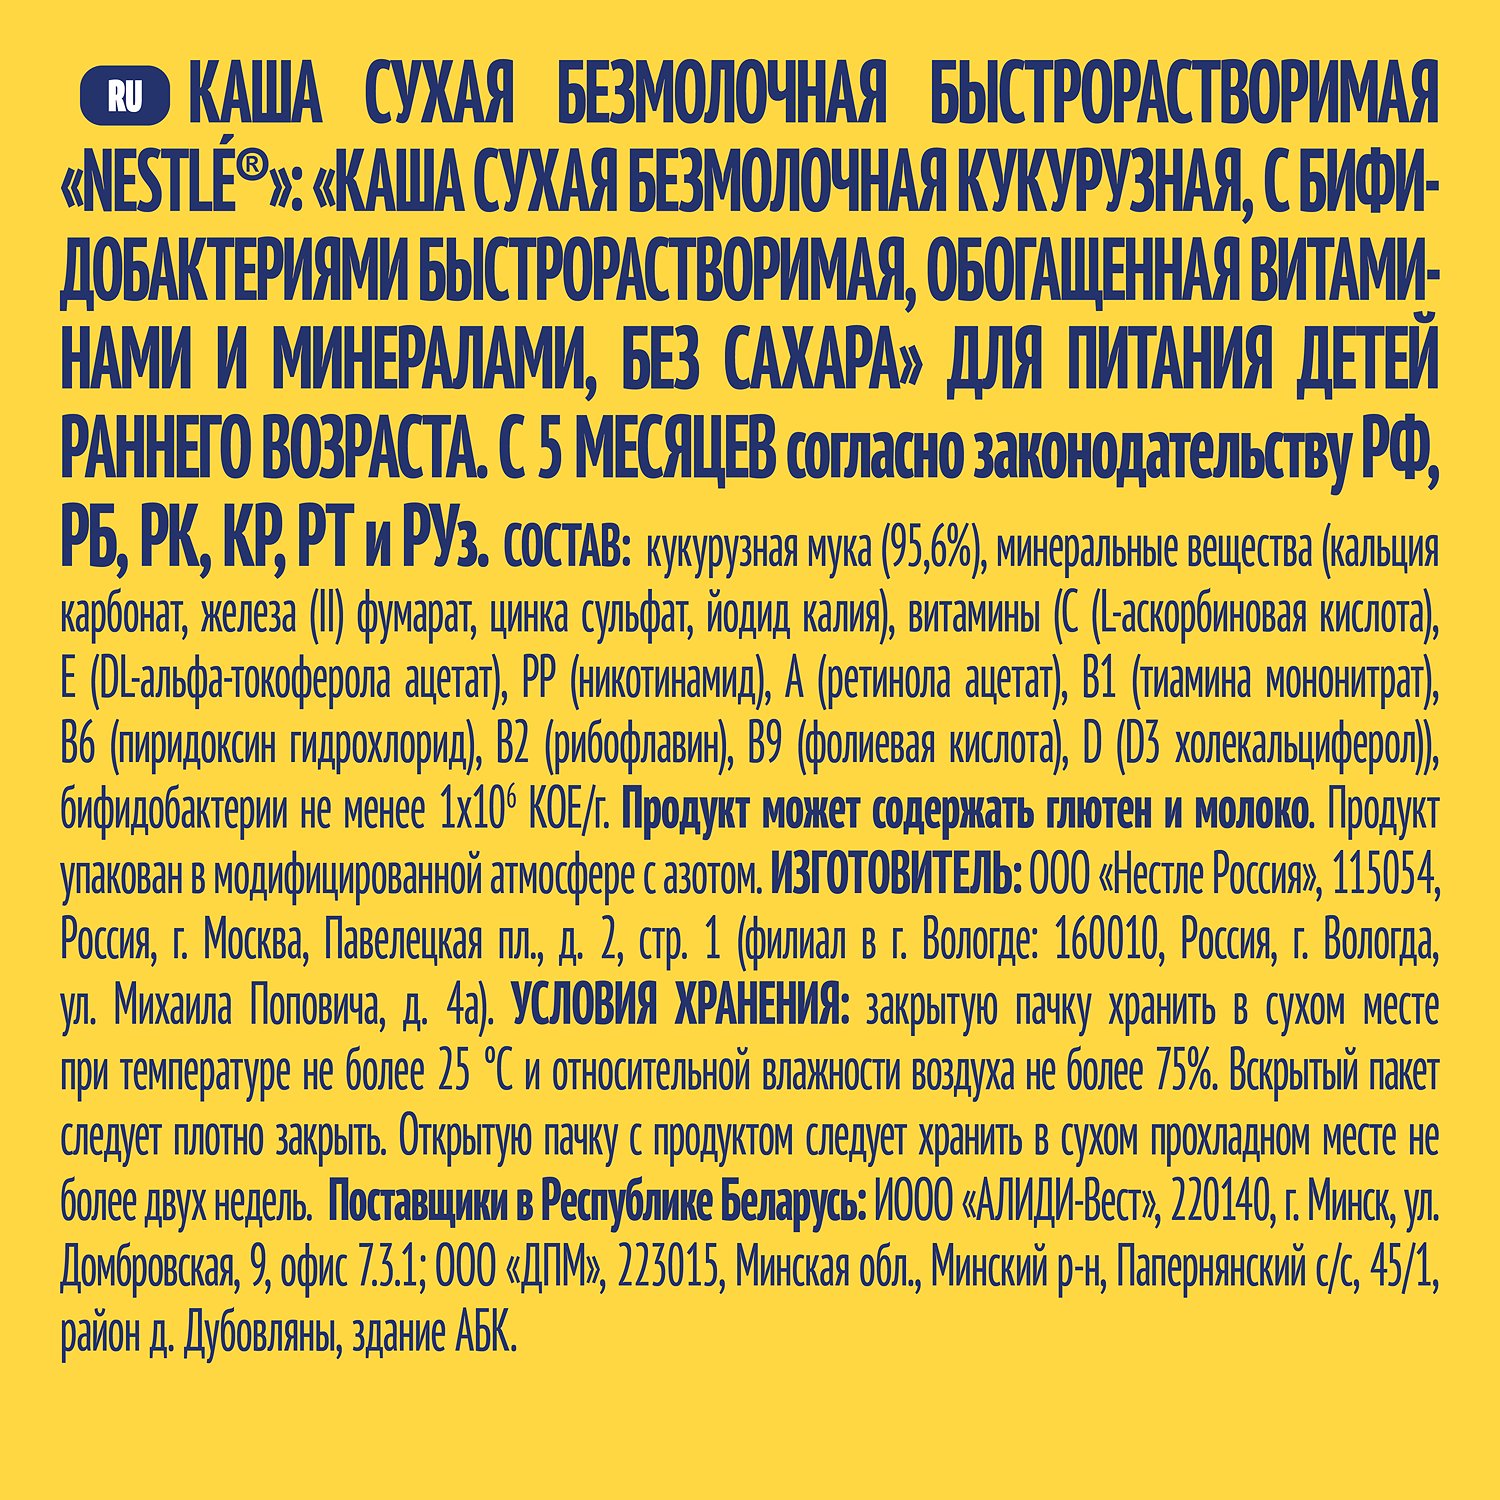 RU КАША СУХАЯ БЕЗМОЛОЧНАЯ БЫСТРОРАСТВОРИМАЯ
«NESTLÉ®»: «КАША СУХАЯ БЕЗМОЛОЧНАЯ КУКУРУЗНАЯ, С БИФИ-
ДОБАКТЕРИЯМИ БЫСТРОРАСТВОРИМАЯ, ОБОГАЩЕННАЯ ВИТАМИ-
НАМИ И МИНЕРАЛАМИ, БЕЗ САХАРА» ДЛЯ ПИТАНИЯ ДЕТЕЙ
РАННЕГО ВОЗРАСТА. С 5 МЕСЯЦЕВ согласно законодательству РФ,
РБ, РК, КР, РТ и РУз. СОСТАВ: кукурузная мука (95,6%), минеральные вещества (кальция
карбонат, железа (II) фумарат, цинка сульфат, йодид калия), витамины (C (L-аскорбиновая кислота),
E (DL-альфа-токоферола ацетат), PP (никотинамид), A (ретинола ацетат), B1 (тиамина мононитрат),
B6 (пиридоксин гидрохлорид), B2 (рибофлавин), B9 (фолиевая кислота), D (D3 холекальциферол)),
бифидобактерии не менее 1x10⁶ КОЕ/г. Продукт может содержать глютен и молоко. Продукт
упакован в модифицированной атмосфере с азотом. ИЗГОТОВИТЕЛЬ: ООО «Нестле Россия», 115054,
Россия, г. Москва, Павелецкая пл., д. 2, стр. 1 (филиал в г. Вологде: 160010, Россия, г. Вологда,
ул. Михаила Поповича, д. 4а). УСЛОВИЯ ХРАНЕНИЯ: закрытую пачку хранить в сухом месте
при температуре не более 25 °C и относительной влажности воздуха не более 75%. Вскрытый пакет
следует плотно закрыть. Открытую пачку с продуктом следует хранить в сухом прохладном месте не
более двух недель. Поставщики в Республике Беларусь: ИООО «АЛИДИ-Вест», 220140, г. Минск, ул.
Домбровская, 9, офис 7.3.1; ООО «ДПМ», 223015, Минская обл., Минский р-н, Папернянский с/с, 45/1,
район д. Дубовляны, здание АБК.